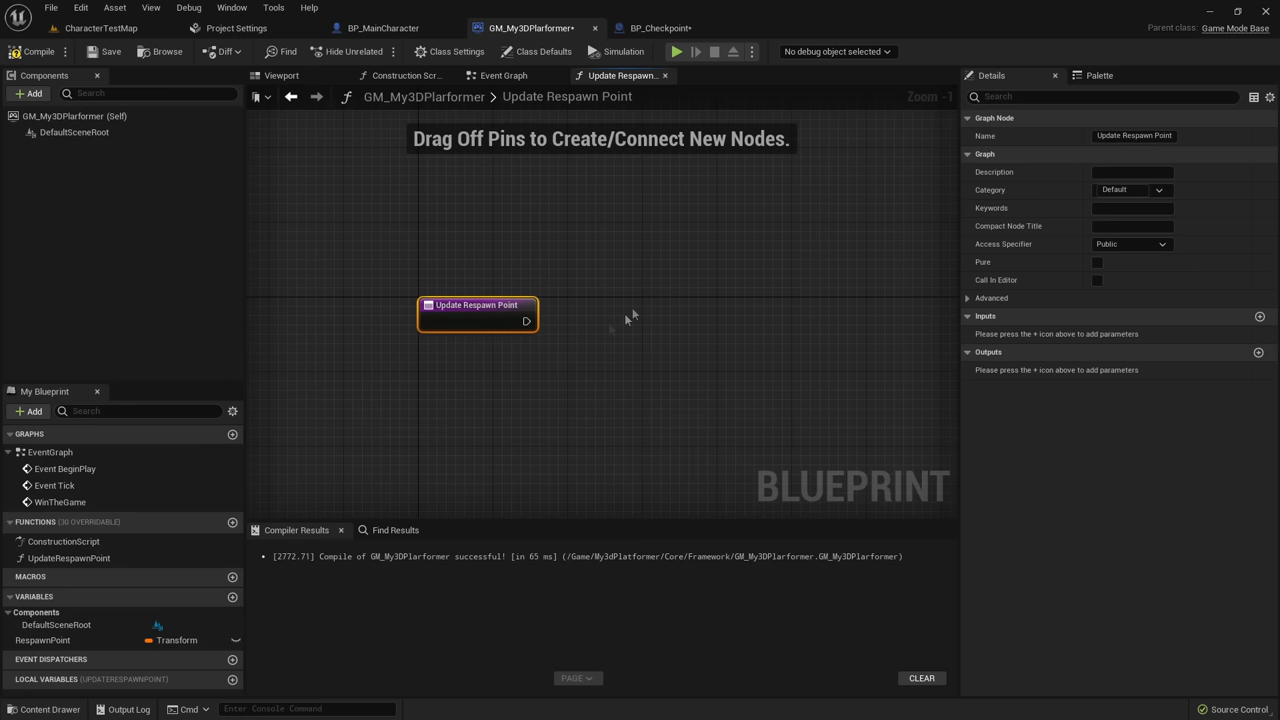 File Edit Asset View Debug Window Tools Help
CharacterTestMap
Project Settings
BP_MainCharacter
GM_My3DPlarformer*
BP_Checkpoint*
Parent class: Game Mode Base
Compile
Save
Browse
Diff
Find
Hide Unrelated
Class Settings
Class Defaults
Simulation
No debug object selected
Components
Add
Search
GM_My3DPlarformer (Self)
DefaultSceneRoot
Viewport
Construction Scr...
Event Graph
Update Respawn...
GM_My3DPlarformer > Update Respawn Point
Zoom -1
Drag Off Pins to Create/Connect New Nodes.
Update Respawn Point
BLUEPRINT
Details
Palette
Search
Graph Node
Name
Update Respawn Point
Graph
Description
Category
Default
Keywords
Compact Node Title
Access Specifier
Public
Pure
Call In Editor
Advanced
Inputs
Please press the + icon above to add parameters
Outputs
Please press the + icon above to add parameters
My Blueprint
Add
Search
GRAPHS
EventGraph
Event BeginPlay
Event Tick
WinTheGame
FUNCTIONS (30 OVERRIDABLE)
ConstructionScript
UpdateRespawnPoint
MACROS
VARIABLES
Components
DefaultSceneRoot
RespawnPoint
Transform
EVENT DISPATCHERS
LOCAL VARIABLES (UPDATERESPAWNPOINT)
Compiler Results
Find Results
[2772.71] Compile of GM_My3DPlarformer successful! [in 65 ms] (/Game/My3dPlatformer/Core/Framework/GM_My3DPlarformer.GM_My3DPlarformer)
PAGE
CLEAR
Content Drawer
Output Log
Cmd
Enter Console Command
Source Control